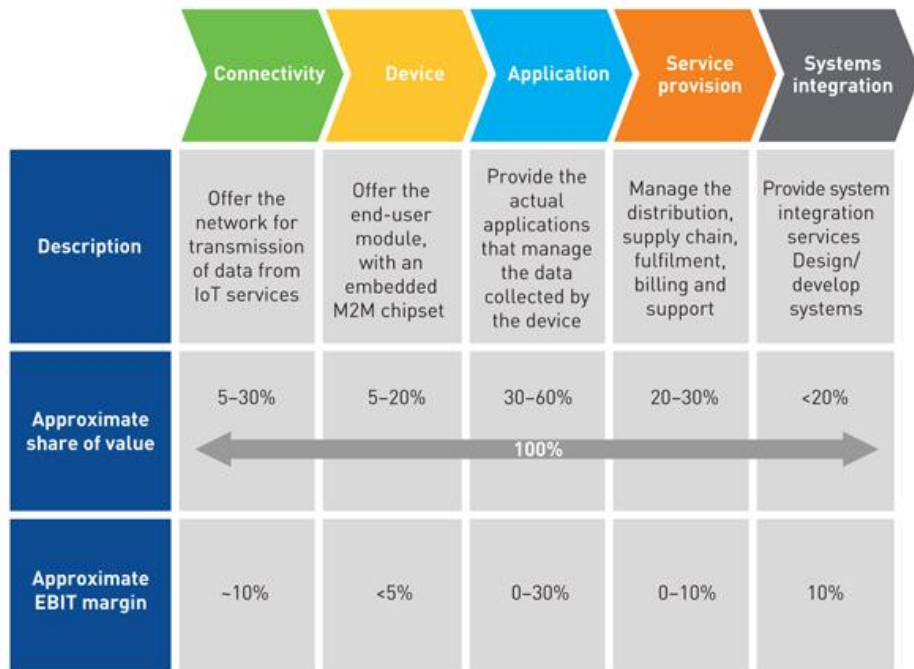 Connectivity
Device
Application
Service
provision
Systems
integration
Description
Offer the
network for
transmission
of data from
IoT services
Offer the
end-user
module,
with an
embedded
M2M chipset
Provide the
actual
applications
that manage
the data
collected by
the device
Manage the
distribution,
supply chain,
fulfilment,
billing and
support
Provide system
integration
services
Design/
develop
systems
Approximate
share of value
5–30%
5–20%
30–60%
20–30%
<20%
100%
Approximate
EBIT margin
~10%
<5%
0–30%
0–10%
10%